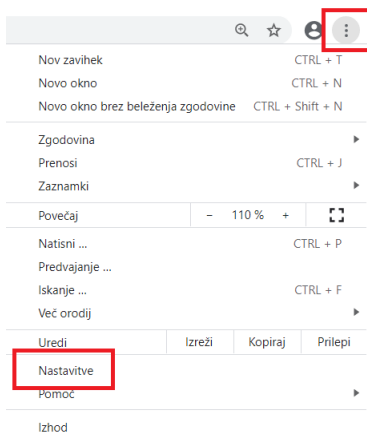 Nov zavihek CTRL + T
Novo okno CTRL + N
Novo okno brez beleženja zgodovine CTRL + Shift + N
Zgodovina
Prenosi CTRL + J
Zaznamki
Povečaj - 110 % +
Natisni ... CTRL + P
Predvajanje ...
Iskanje ... CTRL + F
Več orodij
Uredi Izreži Kopiraj Prilepi
Nastavitve
Pomoč
Izhod